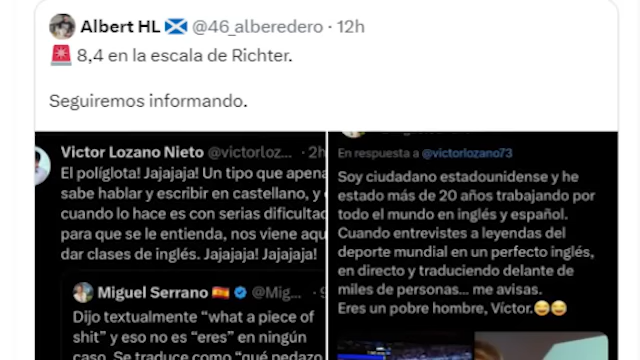 Albert HL @46_alberedero · 12h
8,4 en la escala de Richter.
Seguiremos informando.
Victor Lozano Nieto @victorloz... · 2h
El políglota! Jajajaja! Un tipo que apena
sabe hablar y escribir en castellano, y
cuando lo hace es con serias dificultad
para que se le entienda, nos viene aqu
dar clases de inglés. Jajajaja! Jajajaja!
Miguel Serrano @Mig...
Dijo textualmente “what a piece of
shit” y eso no es “eres” en ningún
caso. Se traduce como “qué pedazo
En respuesta a @victorlozano73
Soy ciudadano estadounidense y he
estado más de 20 años trabajando por
todo el mundo en inglés y español.
Cuando entrevistes a leyendas del
deporte mundial en un perfecto inglés,
en directo y traduciendo delante de
miles de personas... me avisas.
Eres un pobre hombre, Víctor.